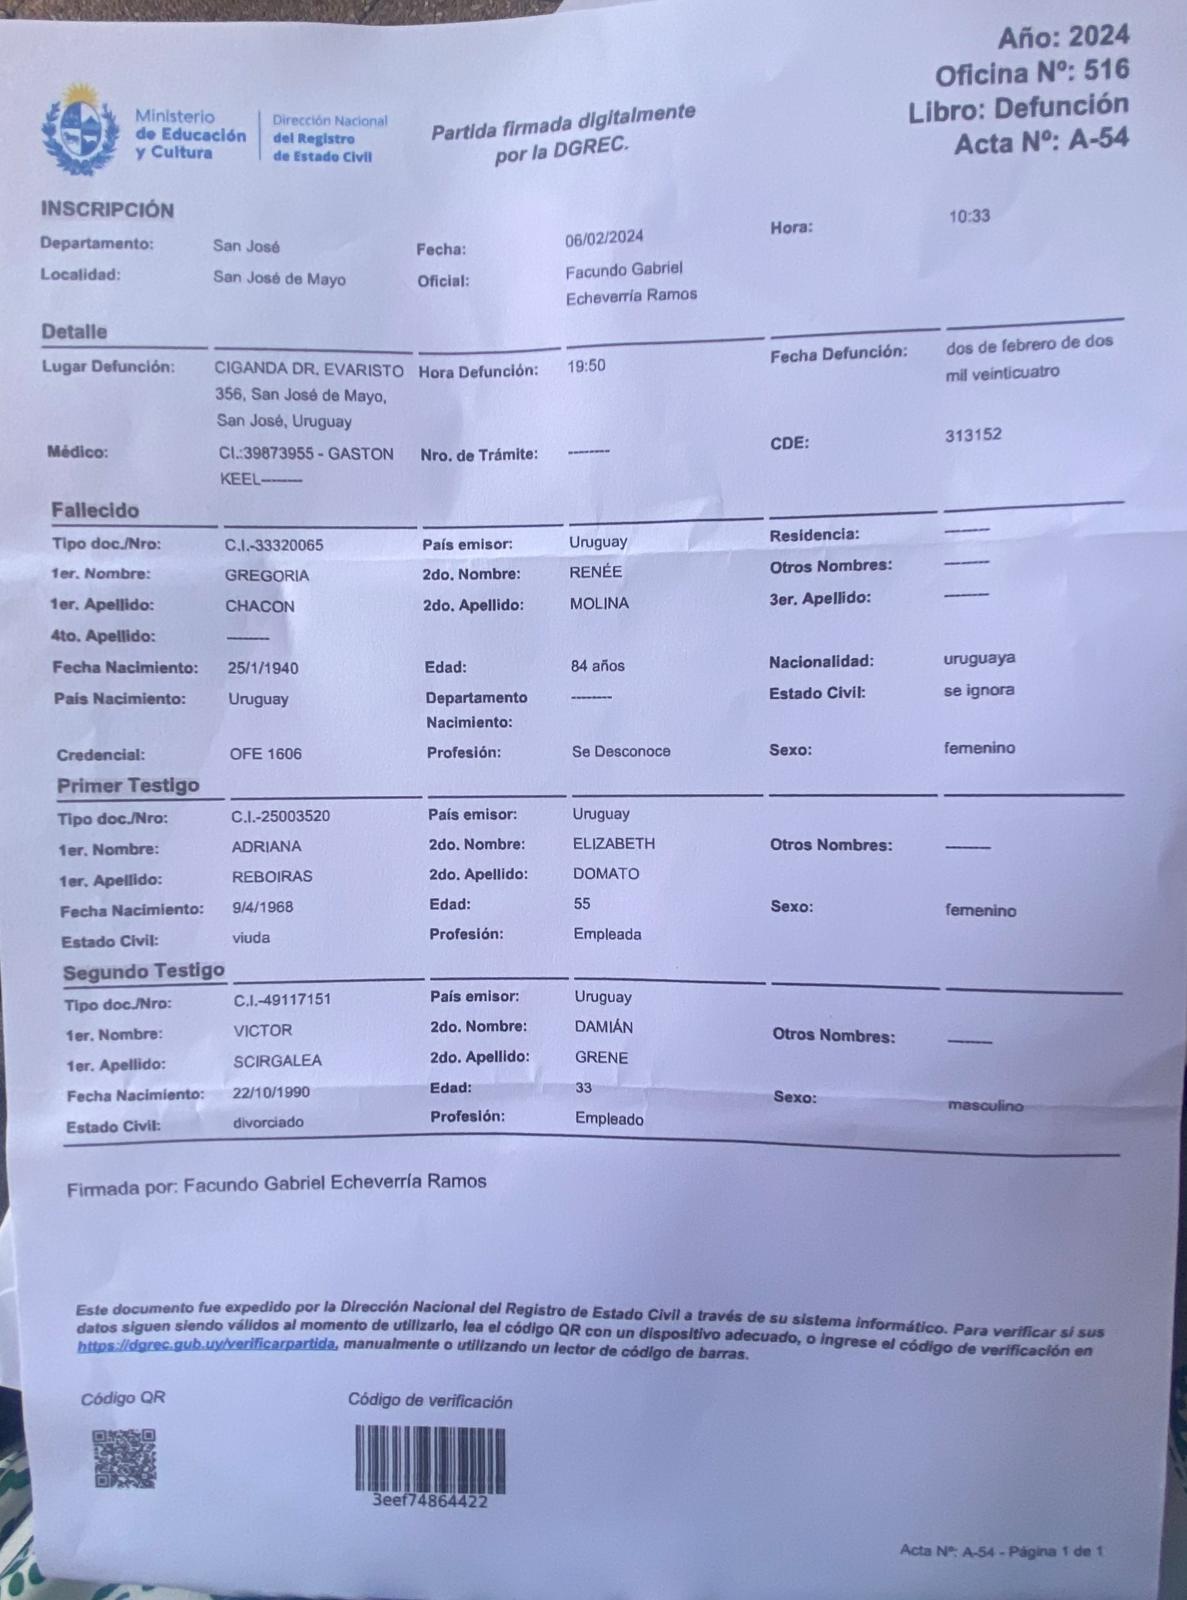 Año: 2024
Oficina Nº: 516
Libro: Defunción
Acta Nº: A-54
Ministerio
de Educación
y Cultura
Dirección Nacional
del Registro
de Estado Civil
Partida firmada digitalmente
por la DGREC.
INSCRIPCIÓN
Departamento: San José Fecha: 06/02/2024 Hora: 10:33
Localidad: San José de Mayo Oficial: Facundo Gabriel
Echeverría Ramos
Detalle
Lugar Defunción: CIGANDA DR. EVARISTO Hora Defunción: 19:50 Fecha Defunción: dos de febrero de dos
356, San José de Mayo, mil veinticuatro
San José, Uruguay
Médico: CI.:39873955 - GASTON Nro. de Trámite: -------- CDE: 313152
KEEL--------
Fallecido
Tipo doc./Nro: C.I.-33320065 País emisor: Uruguay Residencia: --------
1er. Nombre: GREGORIA 2do. Nombre: RENÉE Otros Nombres: --------
1er. Apellido: CHACON 2do. Apellido: MOLINA 3er. Apellido: --------
4to. Apellido: --------
Fecha Nacimiento: 25/1/1940 Edad: 84 años Nacionalidad: uruguaya
País Nacimiento: Uruguay Departamento -------- Estado Civil: se ignora
Nacimiento:
Credencial: OFE 1606 Profesión: Se Desconoce Sexo: femenino
Primer Testigo
Tipo doc./Nro: C.I.-25003520 País emisor: Uruguay
1er. Nombre: ADRIANA 2do. Nombre: ELIZABETH Otros Nombres: --------
1er. Apellido: REBOIRAS 2do. Apellido: DOMATO
Fecha Nacimiento: 9/4/1968 Edad: 55 Sexo: femenino
Estado Civil: viuda Profesión: Empleada
Segundo Testigo
Tipo doc./Nro: C.I.-49117151 País emisor: Uruguay
1er. Nombre: VICTOR 2do. Nombre: DAMIÁN Otros Nombres: --------
1er. Apellido: SCIRGALEA 2do. Apellido: GRENE
Fecha Nacimiento: 22/10/1990 Edad: 33 Sexo: masculino
Estado Civil: divorciado Profesión: Empleado
Firmada por: Facundo Gabriel Echeverría Ramos
Este documento fue expedido por la Dirección Nacional del Registro de Estado Civil a través de su sistema informático. Para verificar si sus
datos siguen siendo válidos al momento de utilizarlo, lea el código QR con un dispositivo adecuado, o ingrese el código de verificación en
https://dgrec.gub.uy/verificarpartida, manualmente o utilizando un lector de código de barras.
Código QR
Código de verificación
3eef74864422
Acta Nº: A-54 - Página 1 de 1